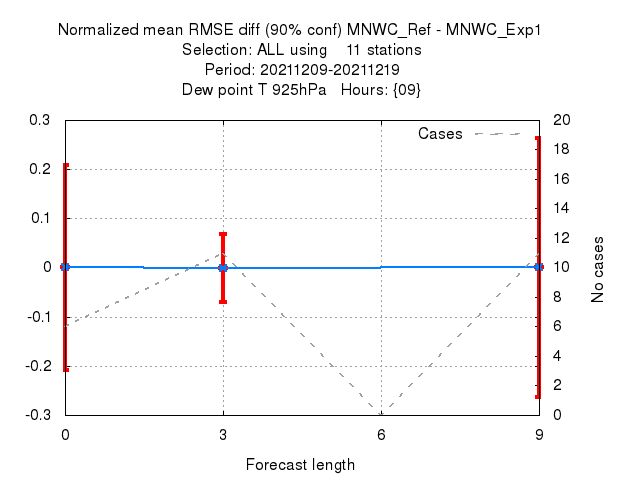 Normalized mean RMSE diff (90% conf) MNWC_Ref - MNWC_Exp1
Selection: ALL using 11 stations
Period: 20211209-20211219
Dew point T 925hPa Hours: {09}
Cases
0.3
0.2
0.1
0
-0.1
-0.2
-0.3
20
18
16
14
12
10
8
6
4
2
0
No cases
0 3 6 9
Forecast length